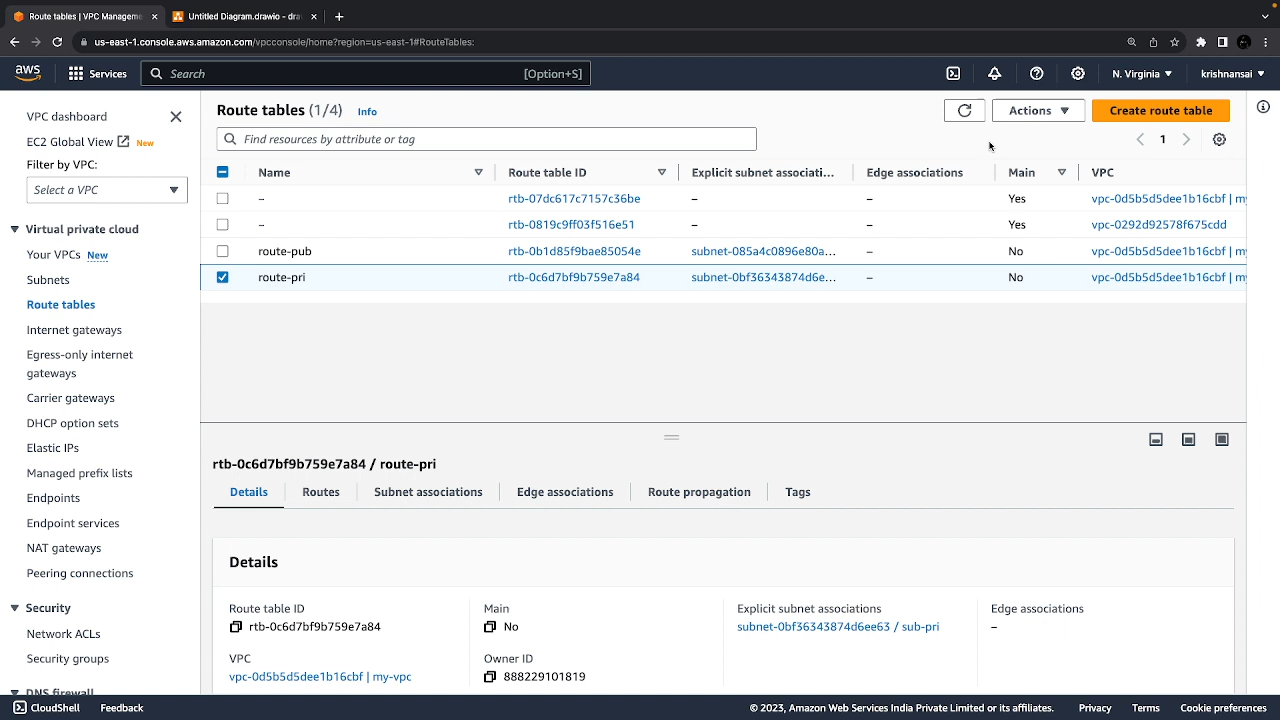 Route tables | VPC Manageme
Untitled Diagram.drawio - dra
us-east-1.console.aws.amazon.com/vpcconsole/home?region=us-east-1#RouteTables:
aws
Services
Search
[Option+S]
N. Virginia
krishnansai
VPC dashboard
EC2 Global View New
Filter by VPC:
Select a VPC
Virtual private cloud
Your VPCs New
Subnets
Route tables
Internet gateways
Egress-only internet
gateways
Carrier gateways
DHCP option sets
Elastic IPs
Managed prefix lists
Endpoints
Endpoint services
NAT gateways
Peering connections
Security
Network ACLs
Security groups
DNS firewall
Route tables (1/4) Info
Actions
Create route table
Find resources by attribute or tag
1
Name Route table ID Explicit subnet associati... Edge associations Main VPC
– rtb-07dc617c7157c36be – – Yes vpc-0d5b5d5dee1b16cbf | my
– rtb-0819c9ff03f516e51 – – Yes vpc-0292d92578f675cdd
route-pub rtb-0b1d85f9bae85054e subnet-085a4c0896e80a... – No vpc-0d5b5d5dee1b16cbf | my
route-pri rtb-0c6d7bf9b759e7a84 subnet-0bf36343874d6e... – No vpc-0d5b5d5dee1b16cbf | my
rtb-0c6d7bf9b759e7a84 / route-pri
Details Routes Subnet associations Edge associations Route propagation Tags
Details
Route table ID
rtb-0c6d7bf9b759e7a84
Main
No
Explicit subnet associations
subnet-0bf36343874d6ee63 / sub-pri
Edge associations
–
VPC
vpc-0d5b5d5dee1b16cbf | my-vpc
Owner ID
888229101819
CloudShell
Feedback
© 2023, Amazon Web Services India Private Limited or its affiliates.
Privacy
Terms
Cookie preferences